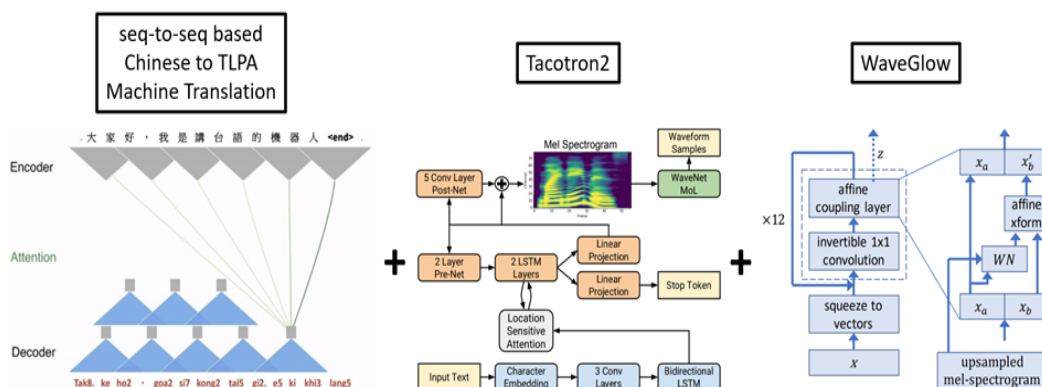 seq-to-seq based
Chinese to TLPA
Machine Translation
. 大 家 好 ， 我 是 講 台 語 的 機 器 人 <end> .
Encoder
Attention
Decoder
Tak8. ke ho2 , goa2 si7 kong2 tai5 gi2. e5 ki khi3 lang5
+
Tacotron2
Waveform
Samples
Mel Spectrogram
5 Conv Layer
Post-Net
WaveNet
MoL
Frame
2 Layer
Pre-Net
2 LSTM
Layers
Linear
Projection
Linear
Projection
Stop Token
Location
Sensitive
Attention
Input Text
Character
Embedding
3 Conv
Layers
Bidirectional
LSTM
+
WaveGlow
z
x_a
x'_b
affine
coupling layer
affine
xform
×12
invertible 1x1
convolution
WN
squeeze to
vectors
x_a
x_b
x
upsampled
mel-spectrogram